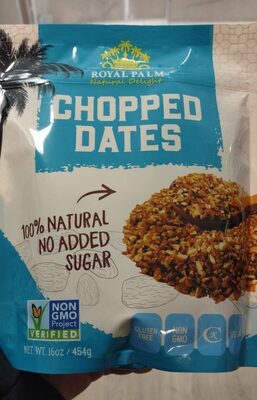 ROYAL PALM
Natural Delight
CHOPPED
DATES
100% NATURAL
NO ADDED
SUGAR
NON
GMO
Project
VERIFIED
GLUTEN
FREE
NON
GMO
K
NET WT. 16oz / 454g